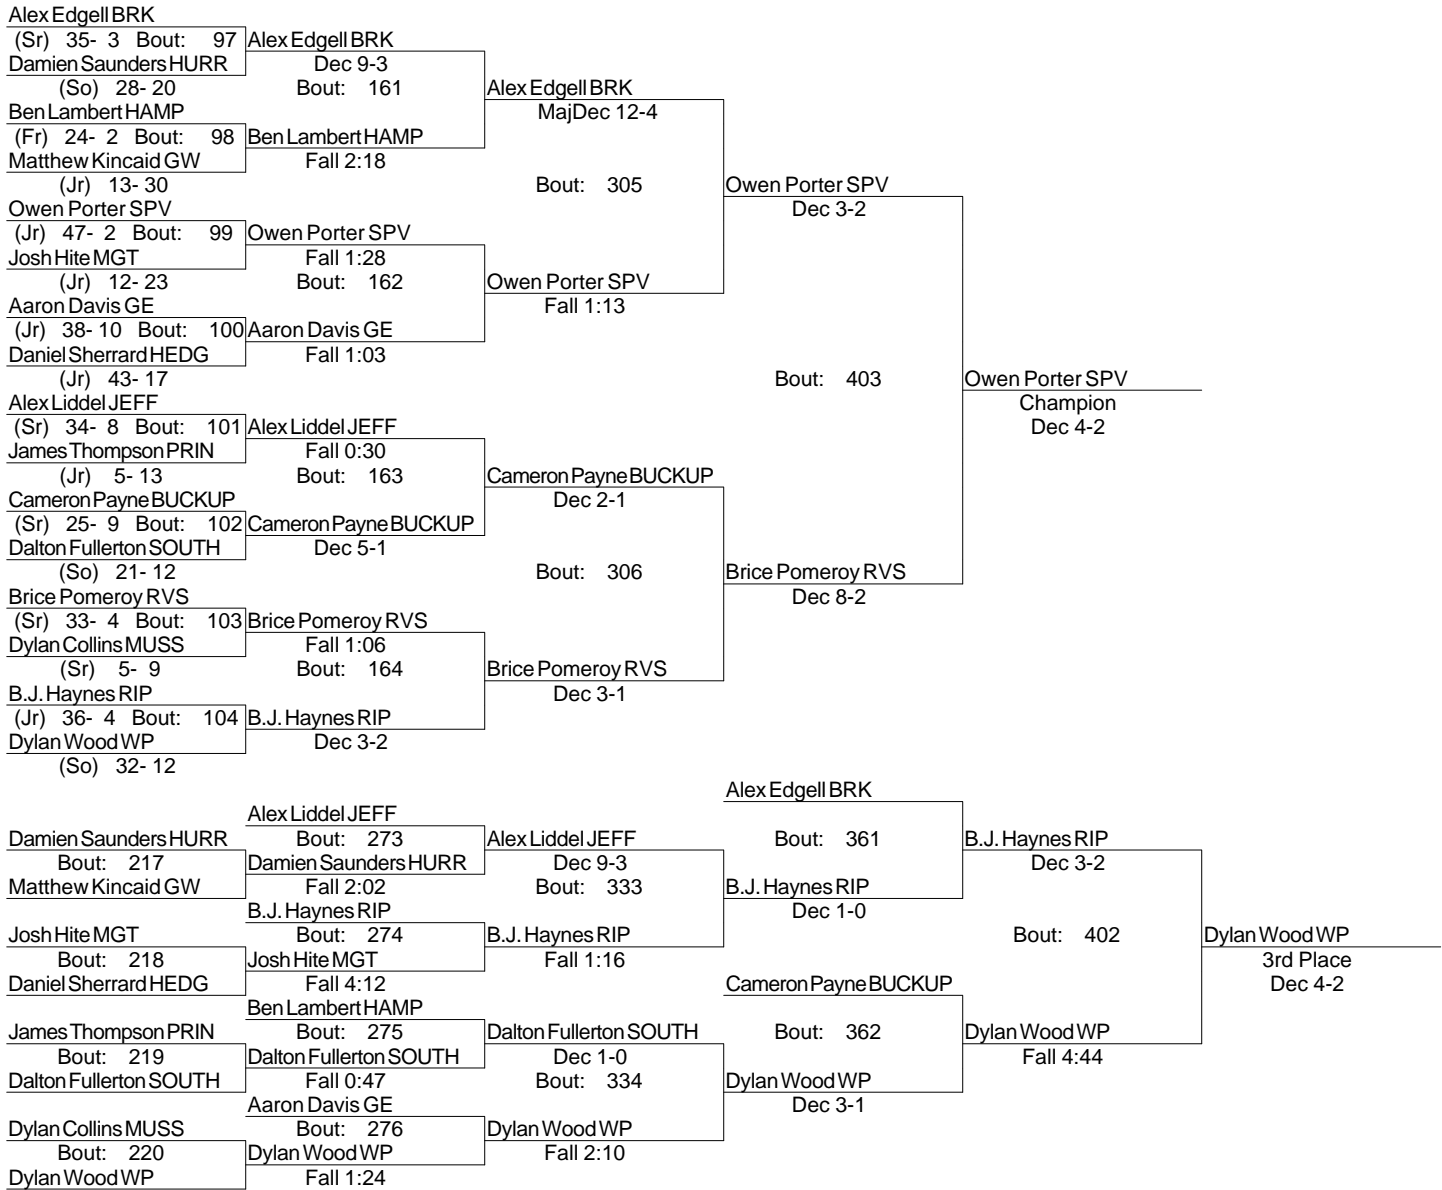 Alex Edgell BRK
(Sr) 35- 3 Bout: 97 Alex Edgell BRK
Damien Saunders HURR Dec 9-3
(So) 28- 20 Bout: 161 Alex Edgell BRK
Ben Lambert HAMP MajDec 12-4
(Fr) 24- 2 Bout: 98 Ben Lambert HAMP
Matthew Kincaid GW Fall 2:18
(Jr) 13- 30 Bout: 305 Owen Porter SPV
Owen Porter SPV Dec 3-2
(Jr) 47- 2 Bout: 99 Owen Porter SPV
Josh Hite MGT Fall 1:28
(Jr) 12- 23 Bout: 162 Owen Porter SPV
Aaron Davis GE Fall 1:13
(Jr) 38- 10 Bout: 100 Aaron Davis GE
Daniel Sherrard HEDG Fall 1:03
(Jr) 43- 17 Bout: 403 Owen Porter SPV
Alex Liddel JEFF Champion
(Sr) 34- 8 Bout: 101 Alex Liddel JEFF Dec 4-2
James Thompson PRIN Fall 0:30
(Jr) 5- 13 Bout: 163 Cameron Payne BUCKUP
Cameron Payne BUCKUP Dec 2-1
(Sr) 25- 9 Bout: 102 Cameron Payne BUCKUP
Dalton Fullerton SOUTH Dec 5-1
(So) 21- 12 Bout: 306 Brice Pomeroy RVS
Brice Pomeroy RVS Dec 8-2
(Sr) 33- 4 Bout: 103 Brice Pomeroy RVS
Dylan Collins MUSS Fall 1:06
(Sr) 5- 9 Bout: 164 Brice Pomeroy RVS
B.J. Haynes RIP Dec 3-1
(Jr) 36- 4 Bout: 104 B.J. Haynes RIP
Dylan Wood WP Dec 3-2
(So) 32- 12
Alex Edgell BRK
Alex Liddel JEFF
Damien Saunders HURR Bout: 273 Alex Liddel JEFF Bout: 361 B.J. Haynes RIP
Bout: 217 Damien Saunders HURR Dec 9-3 Dec 3-2
Matthew Kincaid GW Fall 2:02 Bout: 333 B.J. Haynes RIP
B.J. Haynes RIP Dec 1-0
Josh Hite MGT Bout: 274 B.J. Haynes RIP Bout: 402 Dylan Wood WP
Bout: 218 Josh Hite MGT Fall 1:16 3rd Place
Daniel Sherrard HEDG Fall 4:12 Cameron Payne BUCKUP Dec 4-2
Ben Lambert HAMP
James Thompson PRIN Bout: 275 Dalton Fullerton SOUTH Bout: 362 Dylan Wood WP
Bout: 219 Dalton Fullerton SOUTH Dec 1-0 Fall 4:44
Dalton Fullerton SOUTH Fall 0:47 Bout: 334 Dylan Wood WP
Aaron Davis GE Dec 3-1
Dylan Collins MUSS Bout: 276 Dylan Wood WP
Bout: 220 Dylan Wood WP Fall 2:10
Dylan Wood WP Fall 1:24